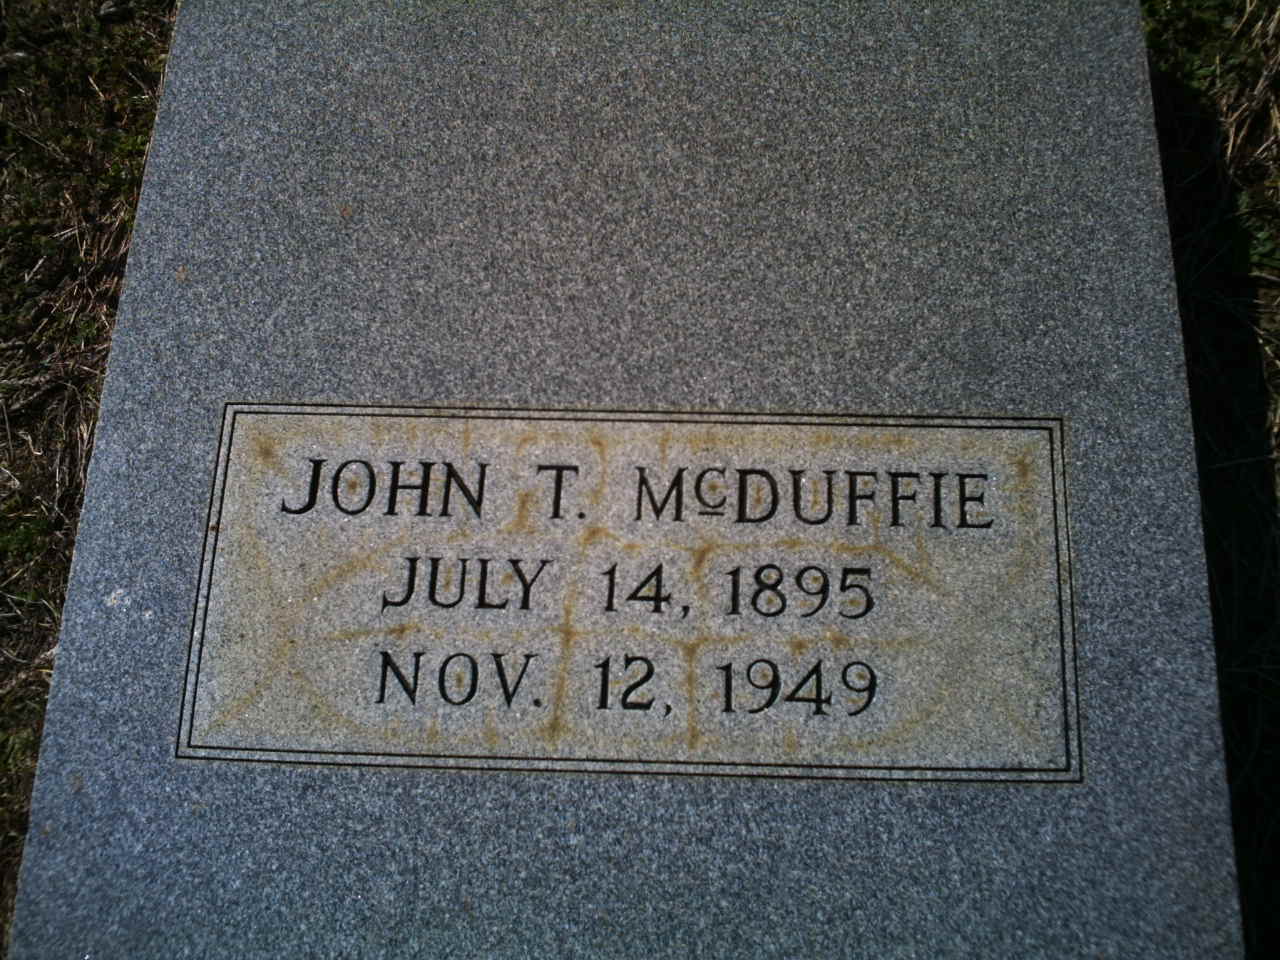 JOHN T. McDUFFIE
JULY 14, 1895
NOV. 12, 1949